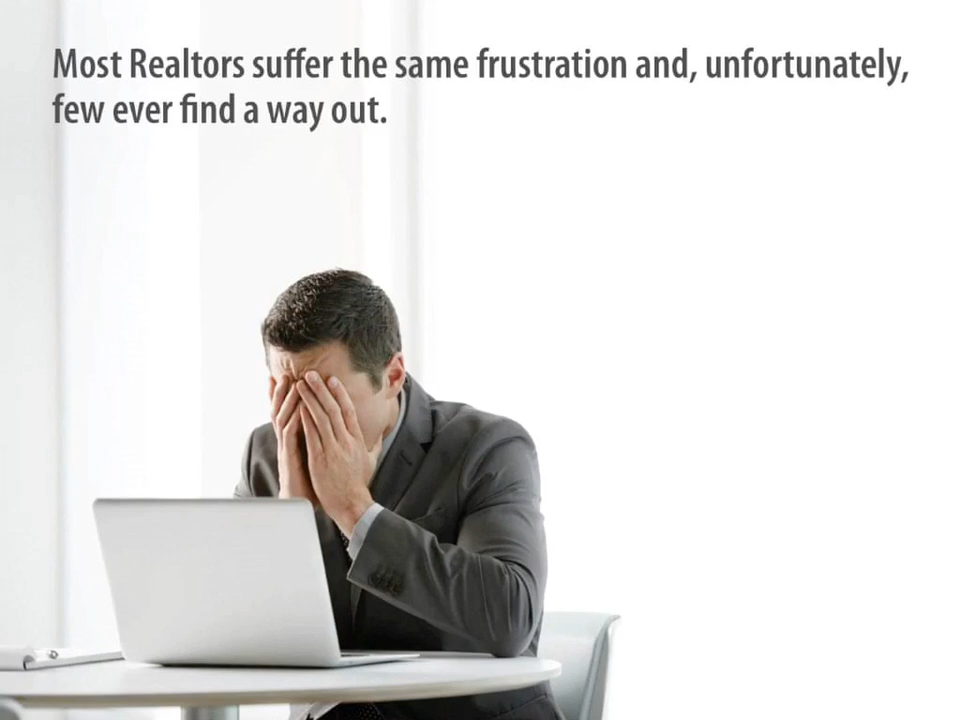 Most Realtors suffer the same frustration and, unfortunately,
few ever find a way out.